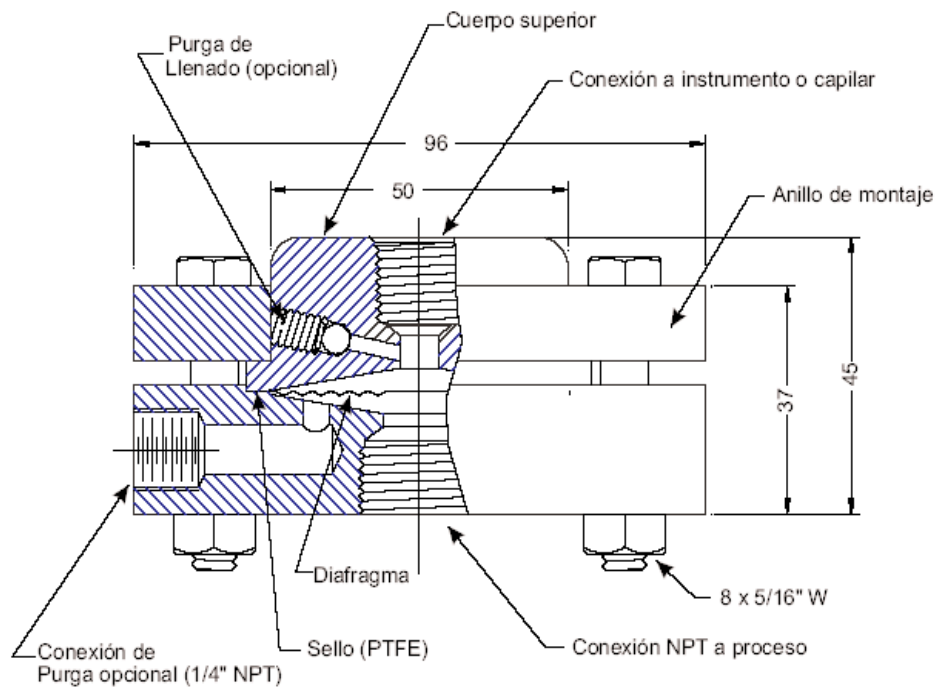 Cuerpo superior
Purga de
Llenado (opcional)
Conexión a instrumento o capilar
96
50
Anillo de montaje
37
45
Diafragma
8 x 5/16" W
Sello (PTFE)
Conexión NPT a proceso
Conexión de
Purga opcional (1/4" NPT)